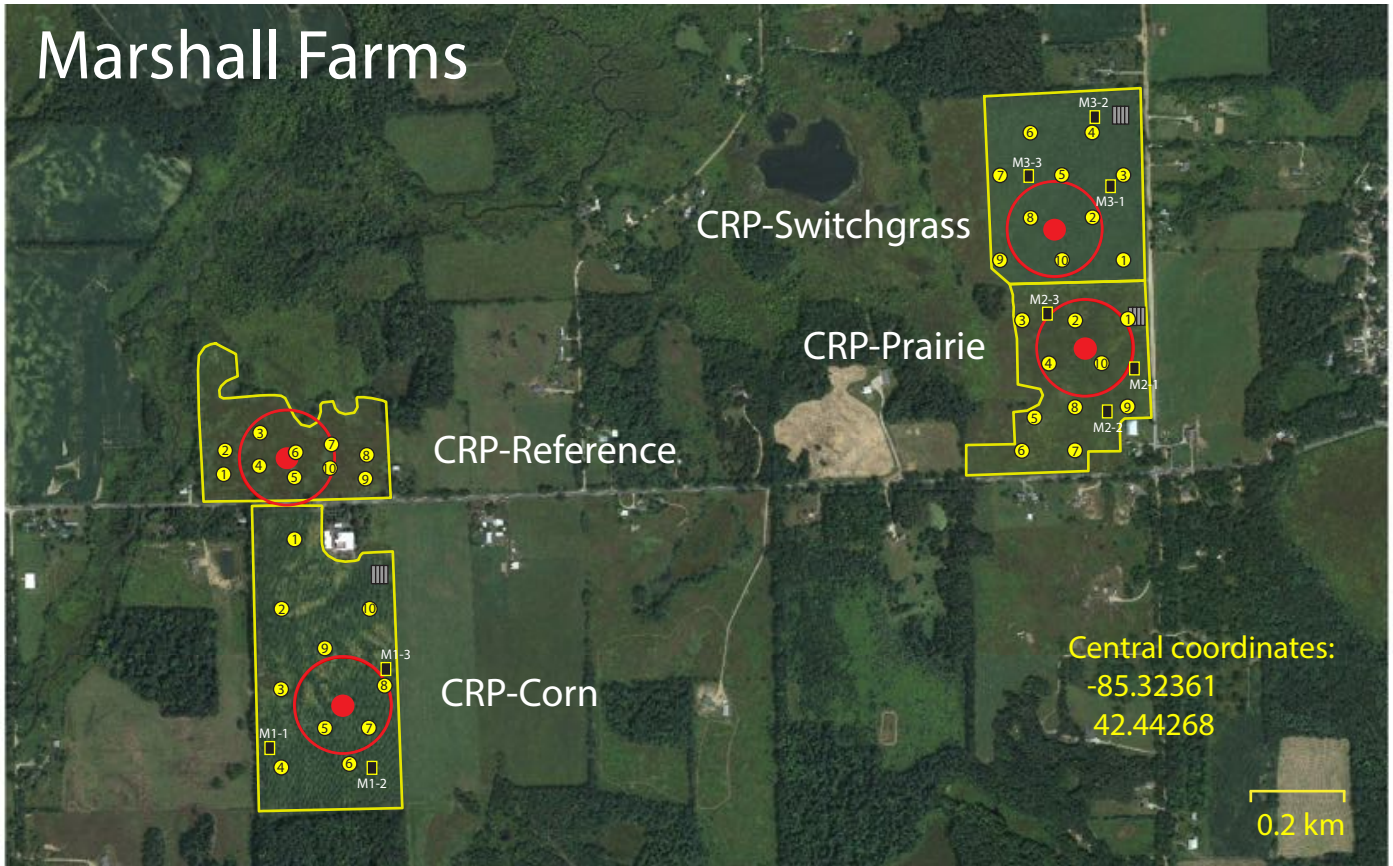 Marshall Farms
M3-2
6
4
M3-3
7
5
3
M3-1
CRP-Switchgrass
8
2
9
10
1
M2-3
3
2
1
CRP-Prairie
4
10
M2-1
8
9
5
M2-2
6
7
3
7
2
6
8
CRP-Reference
4
10
1
5
9
1
2
10
9
M1-3
3
8
CRP-Corn
5
7
M1-1
4
6
M1-2
Central coordinates:
-85.32361
42.44268
0.2 km